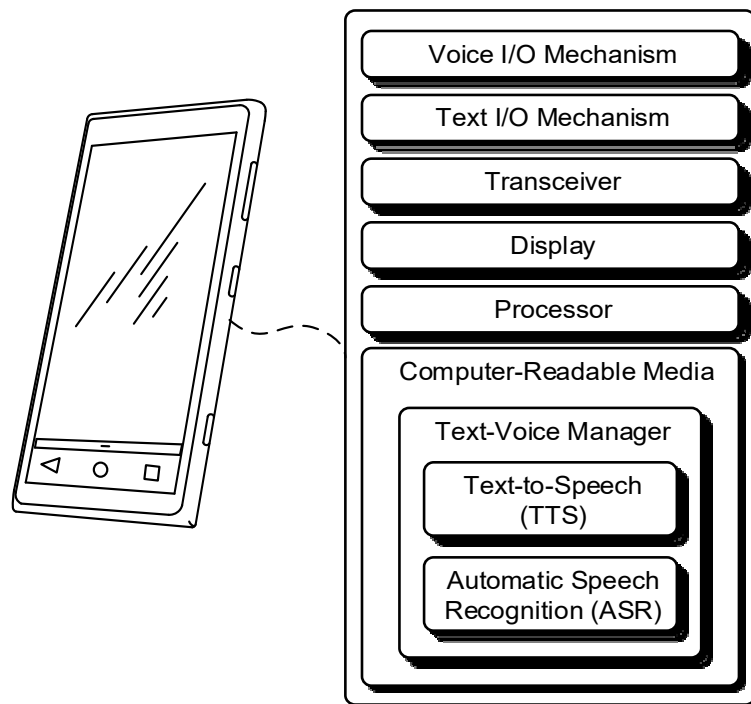 Voice I/O Mechanism
Text I/O Mechanism
Transceiver
Display
Processor
Computer-Readable Media
Text-Voice Manager
Text-to-Speech
(TTS)
Automatic Speech
Recognition (ASR)